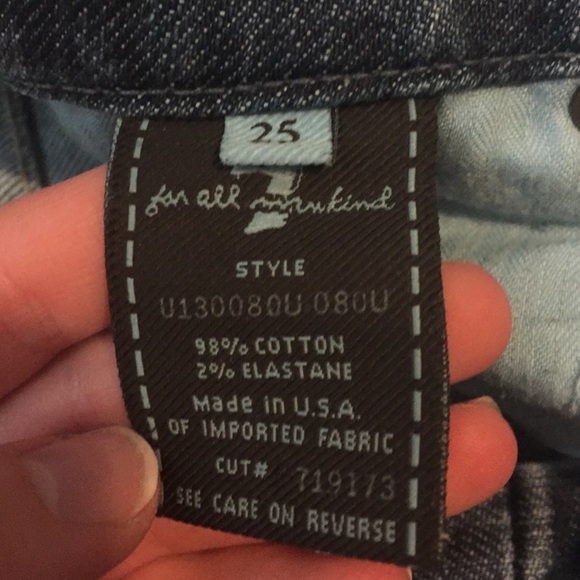 25
7
for all mankind
STYLE
U130080U 080U
98% COTTON
2% ELASTANE
Made in U.S.A.
OF IMPORTED FABRIC
CUT# 719173
SEE CARE ON REVERSE